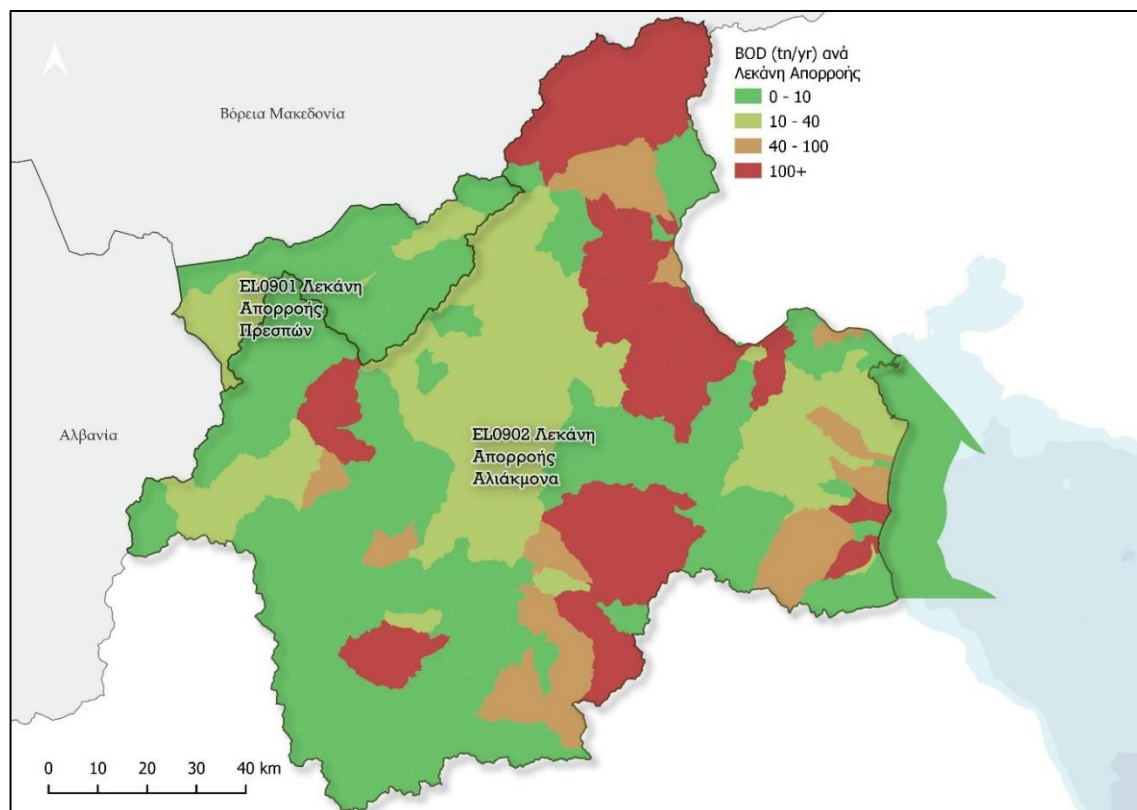 BOD (tn/yr) ανά
Λεκάνη Απορροής
0 - 10
10 - 40
40 - 100
100+
Βόρεια Μακεδονία
EL0901 Λεκάνη
Απορροής
Πρεσπών
Αλβανία
EL0902 Λεκάνη
Απορροής
Αλιάκμονα
0 10 20 30 40 km